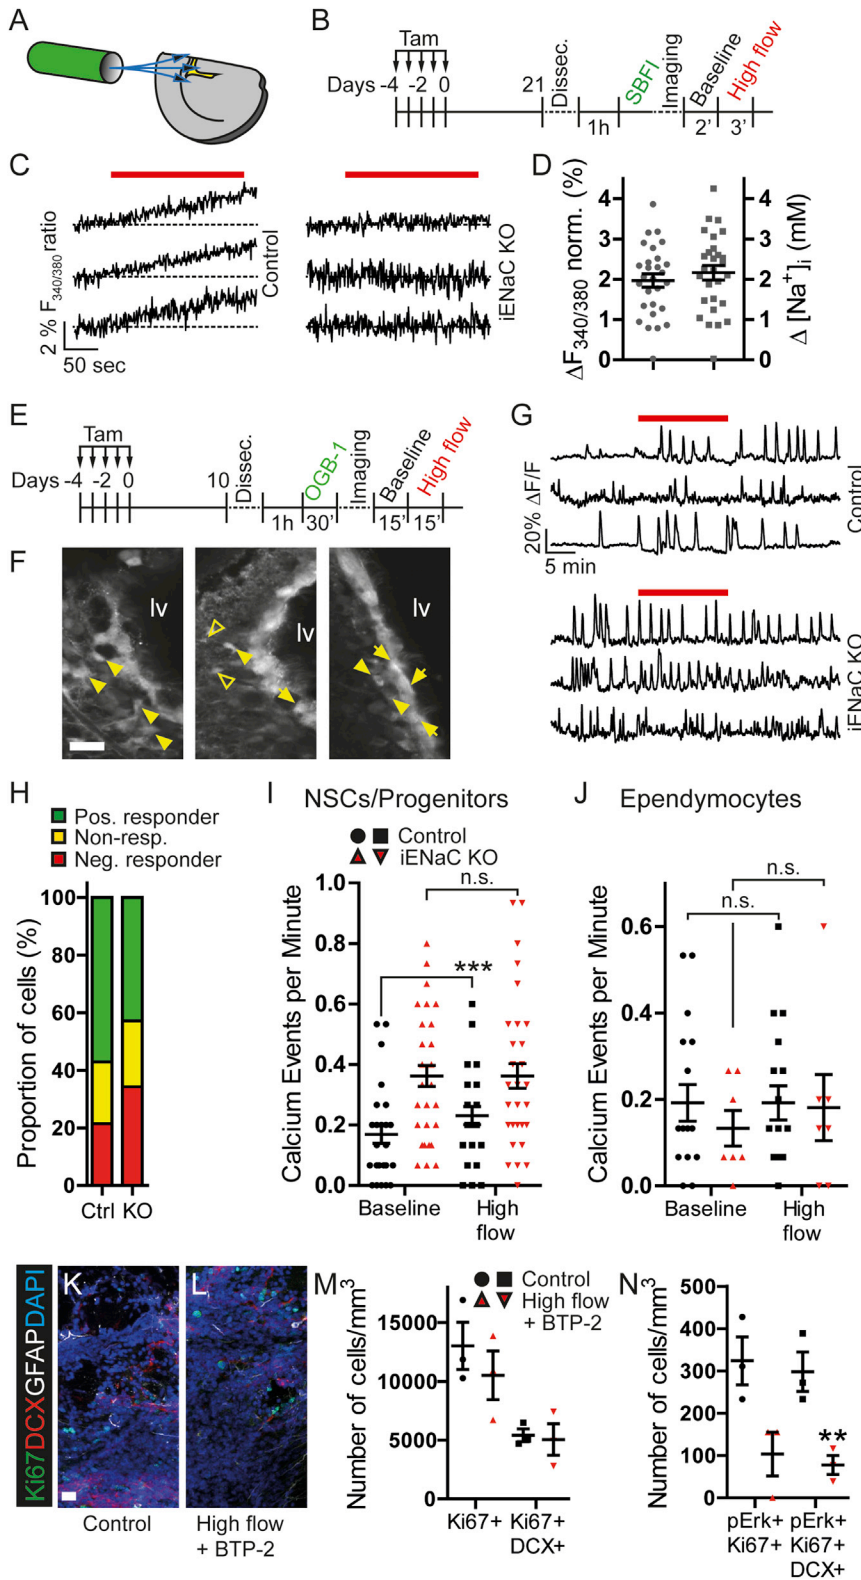 A
B
Tam
Days -4 -2 0 21 Dissec. SBFI Imaging Baseline High flow
1h 2' 3'
C
2 % F340/380 ratio
50 sec
Control
iENaC KO
D
ΔF340/380 norm. (%)
4
3
2
1
0
4
3
2
1
0
Δ [Na+]i (mM)
E
Tam
Days -4 -2 0 10 Dissec. OGB-1 Imaging Baseline High flow
1h 30' 15' 15'
F
lv
lv
lv
G
20% ΔF/F
5 min
Control
iENaC KO
H
Pos. responder
Non-resp.
Neg. responder
Proportion of cells (%)
100
80
60
40
20
0
Ctrl KO
I NSCs/Progenitors
Control
iENaC KO
Calcium Events per Minute
1.0
0.8
0.6
0.4
0.2
0.0
n.s.
***
Baseline High
flow
J Ependymocytes
Calcium Events per Minute
0.6
0.4
0.2
0.0
n.s.
n.s.
Baseline High
flow
Ki67DCXGFAPDAPI
K
L
Control High flow
+ BTP-2
M
Control
High flow
+ BTP-2
Number of cells/mm3
15000
10000
5000
0
Ki67+ Ki67+
DCX+
N
Number of cells/mm3
500
400
300
200
100
0
**
pErk+ pErk+
Ki67+ Ki67+
DCX+